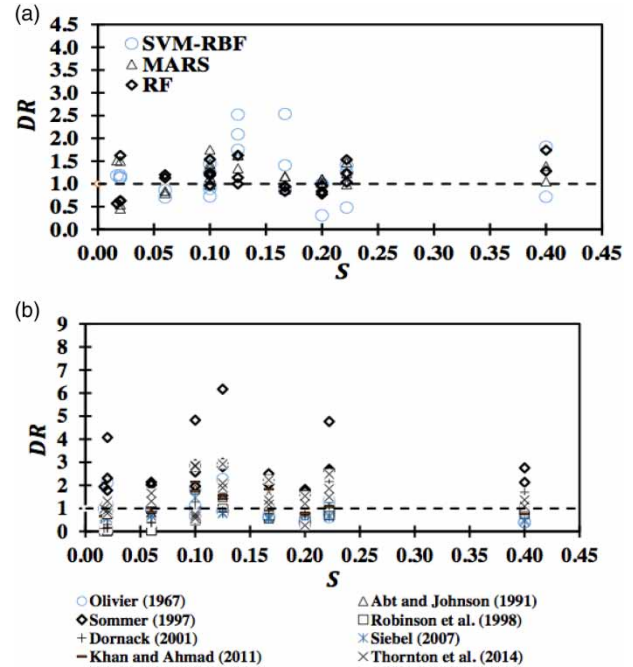 (a)
4.5
4.0
3.5
3.0
2.5
2.0
1.5
1.0
0.5
0.0
DR
SVM-RBF
MARS
RF
0.00 0.05 0.10 0.15 0.20 0.25 0.30 0.35 0.40 0.45
S
(b)
9
8
7
6
5
4
3
2
1
0
DR
0.00 0.05 0.10 0.15 0.20 0.25 0.30 0.35 0.40 0.45
S
Olivier (1967) Abt and Johnson (1991)
Sommer (1997) Robinson et al. (1998)
Dornack (2001) Siebel (2007)
Khan and Ahmad (2011) Thornton et al. (2014)